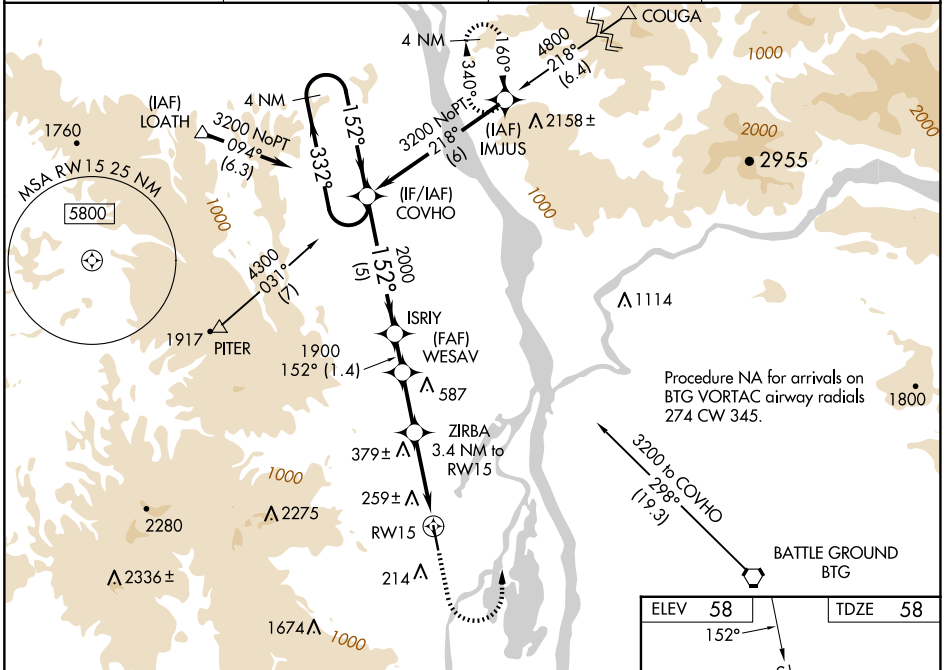 COUGA
4 NM
4800
218°
(6.4)
160°
340°
1000
2000
(IAF)
IMJUS
2158±
2000
2955
3200 NoPT
218°
(6)
4 NM
152°
332°
(IAF)
LOATH
3200 NoPT
094°
(6.3)
1760
MSA RW15 25 NM
5800
1000
1000
(IF/IAF)
COVHO
4300
031°
(7)
1917
PITER
2000
152°
(5)
ISRIY
(FAF)
WESAV
1900
152° (1.4)
587
1114
Procedure NA for arrivals on
BTG VORTAC airway radials
274 CW 345.
1800
ZIRBA
3.4 NM to
RW15
379±
259±
RW15
214
1000
2275
2280
2336±
1674
1000
3200 to COVHO
298°
(19.3)
BATTLE GROUND
BTG
ELEV 58
TDZE 58
152°